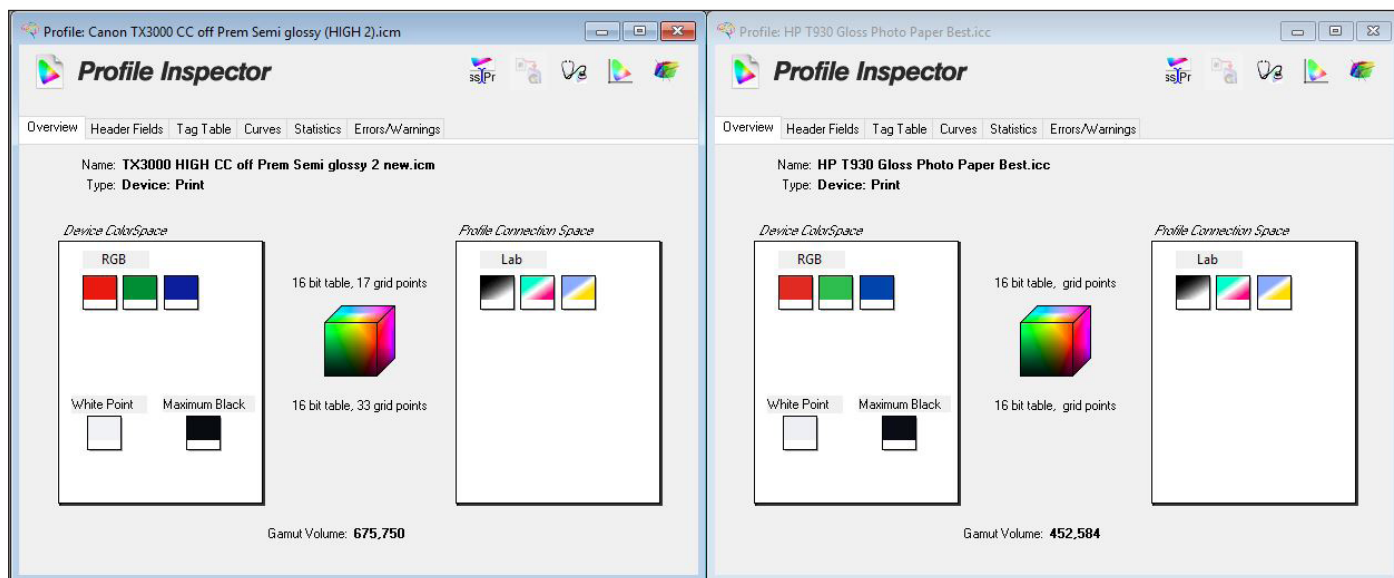 Profile: Canon TX3000 CC off Prem Semi glossy (HIGH 2).icm
Profile Inspector
Overview Header Fields Tag Table Curves Statistics Errors/Warnings
Name: TX3000 HIGH CC off Prem Semi glossy 2 new.icm
Type: Device: Print
Device ColorSpace
Profile Connection Space
RGB
Lab
16 bit table, 17 grid points
White Point
Maximum Black
16 bit table, 33 grid points
Gamut Volume: 675,750
Profile: HP T930 Gloss Photo Paper Best.icc
Profile Inspector
Overview Header Fields Tag Table Curves Statistics Errors/Warnings
Name: HP T930 Gloss Photo Paper Best.icc
Type: Device: Print
Device ColorSpace
Profile Connection Space
RGB
Lab
16 bit table, grid points
White Point
Maximum Black
16 bit table, grid points
Gamut Volume: 452,584